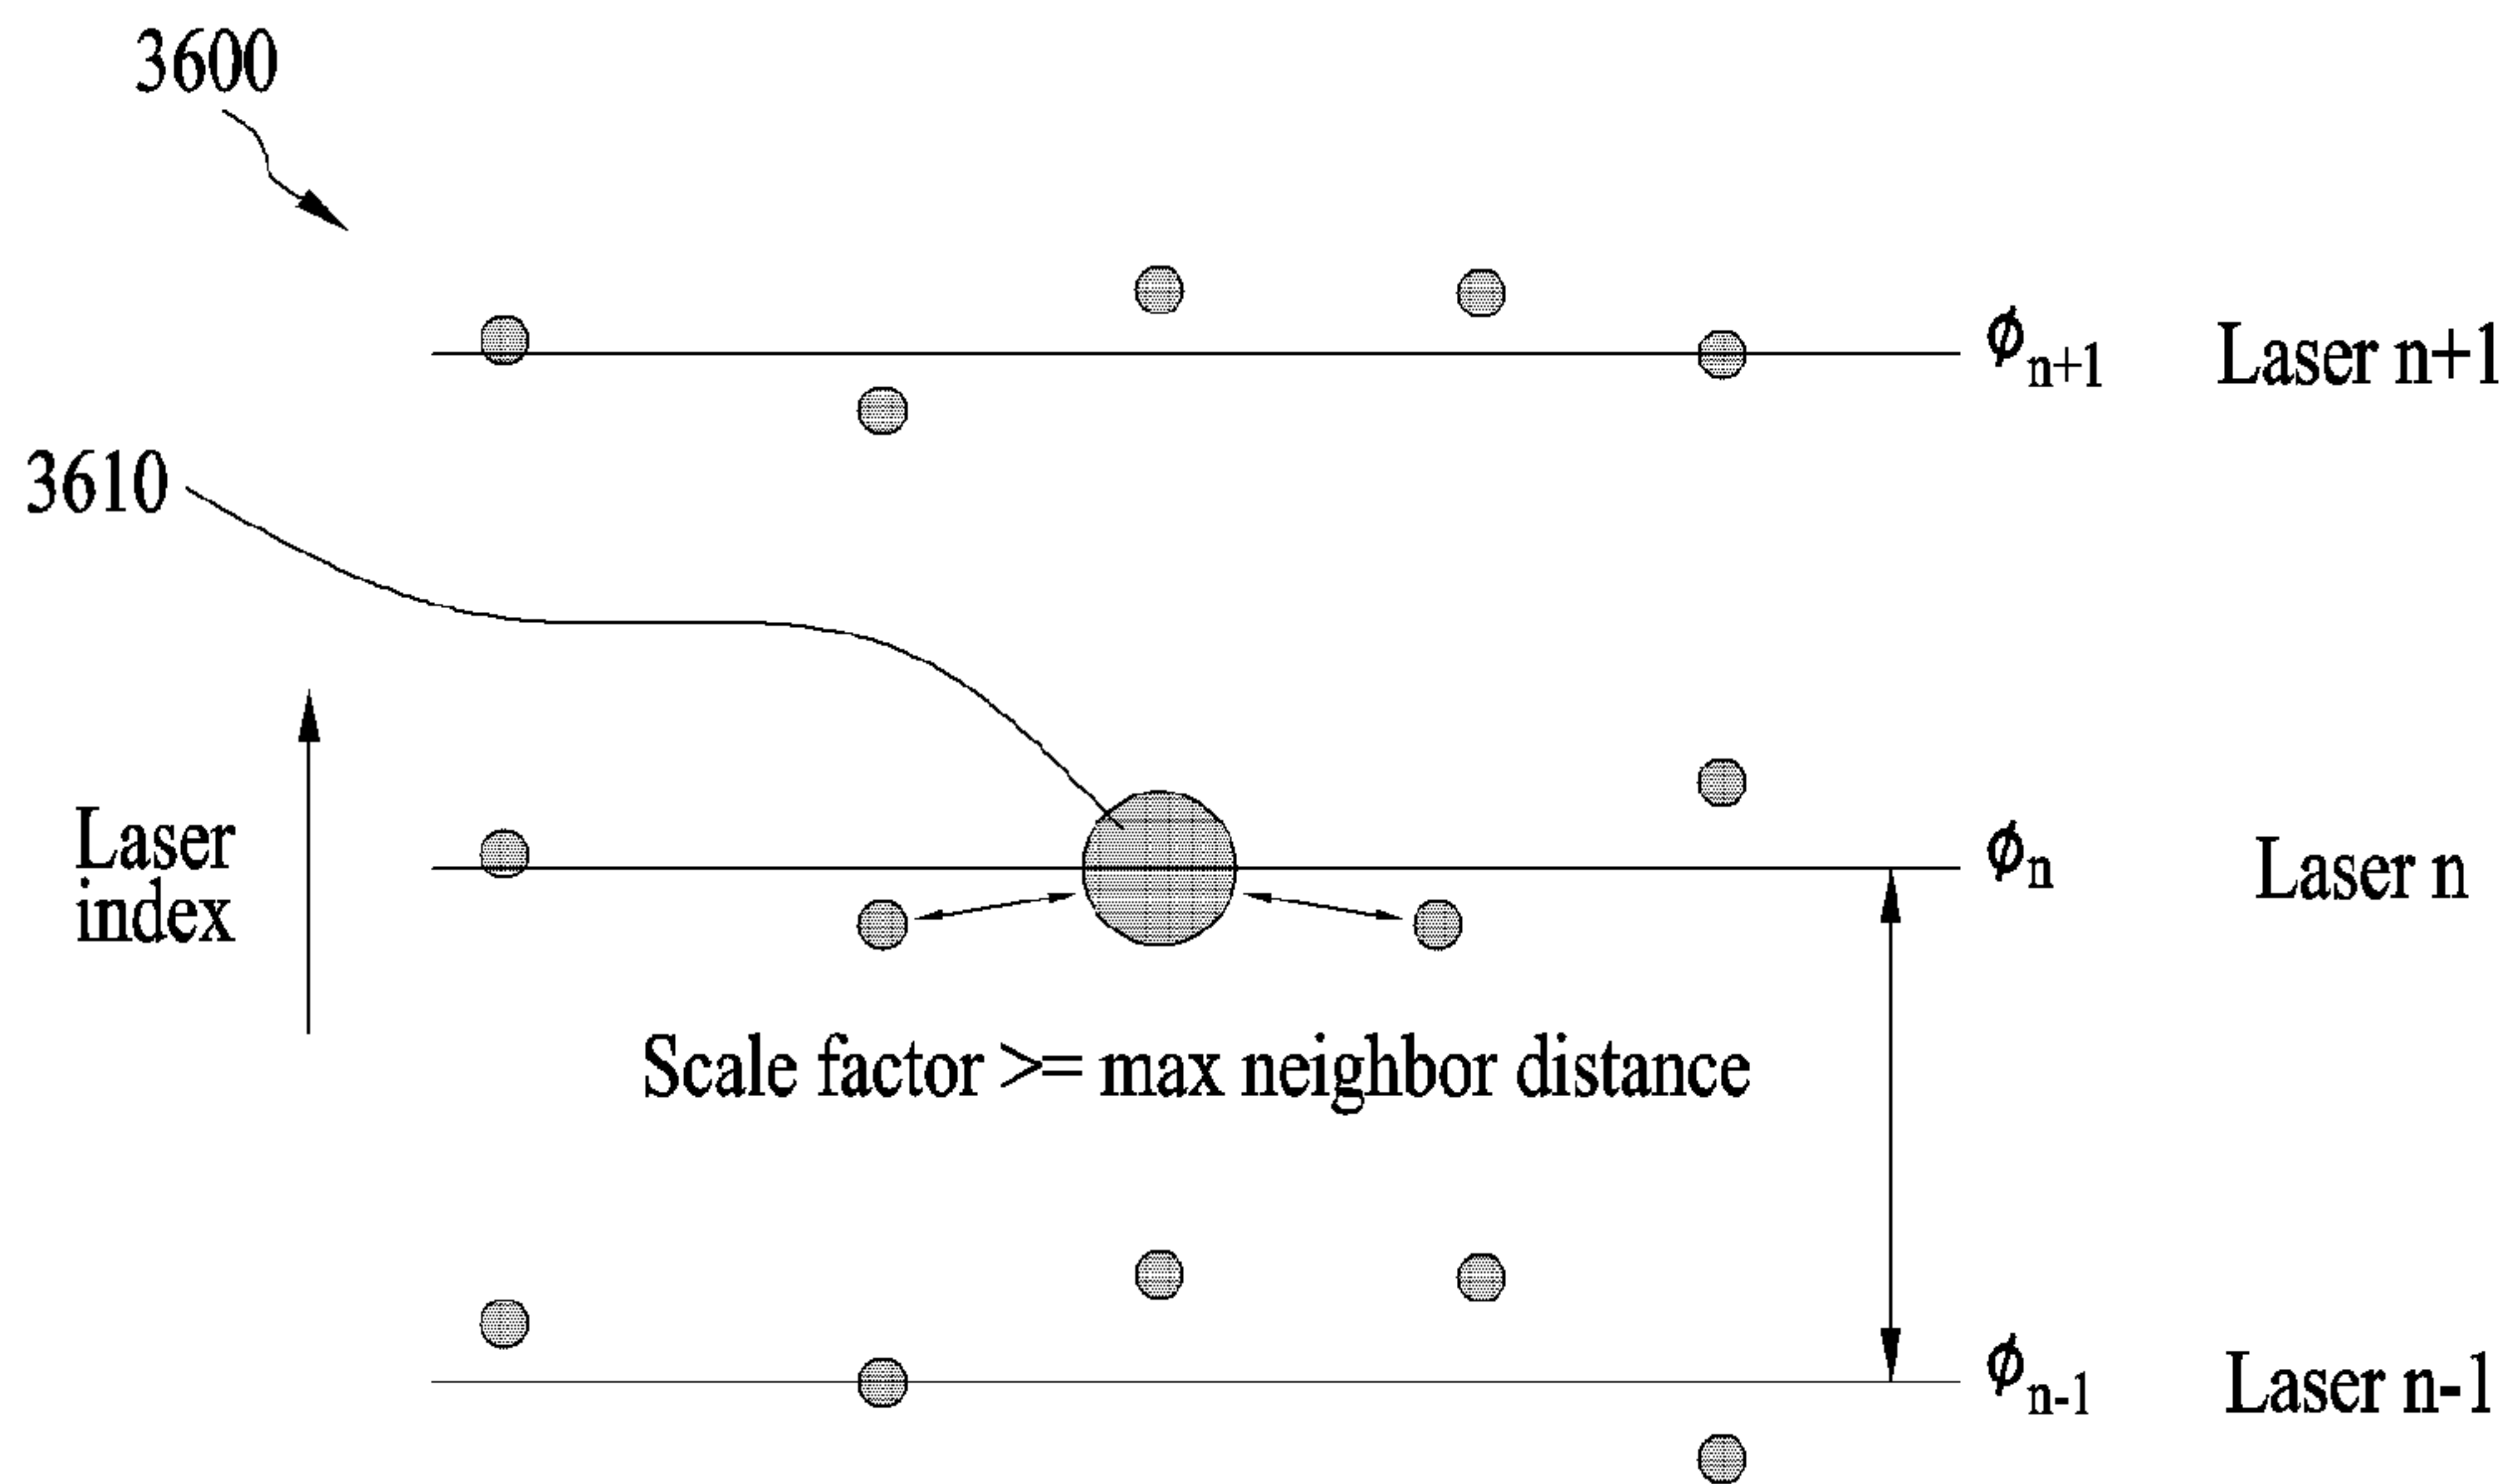 3600
ϕn+1 Laser n+1
3610
Laser
index
ϕn Laser n
Scale factor >= max neighbor distance
ϕn-1 Laser n-1